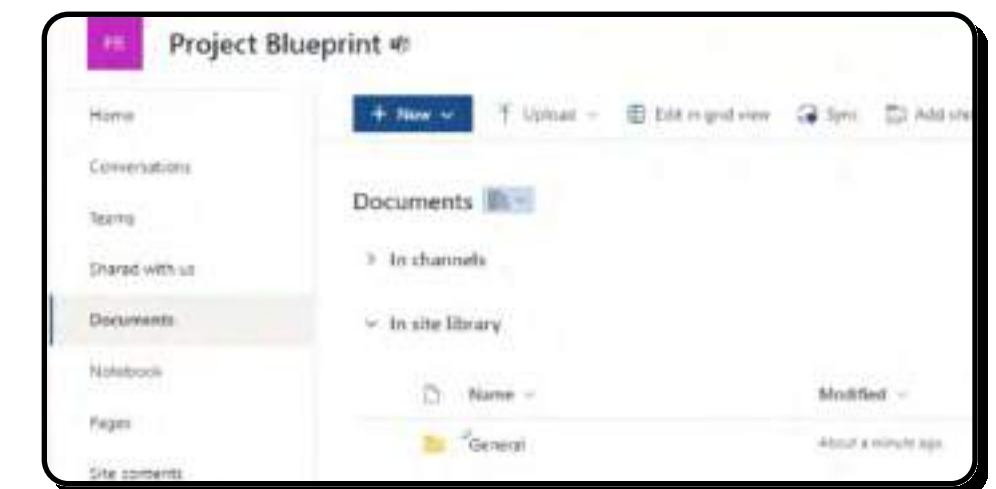 Project Blueprint
Home
Conversations
Teams
Shared with us
Documents
Notebook
Pages
Site contents
+ New
Upload
Edit in grid view
Sync
Add
Documents
In channels
In site library
Name
Modified
General
About a minute ago